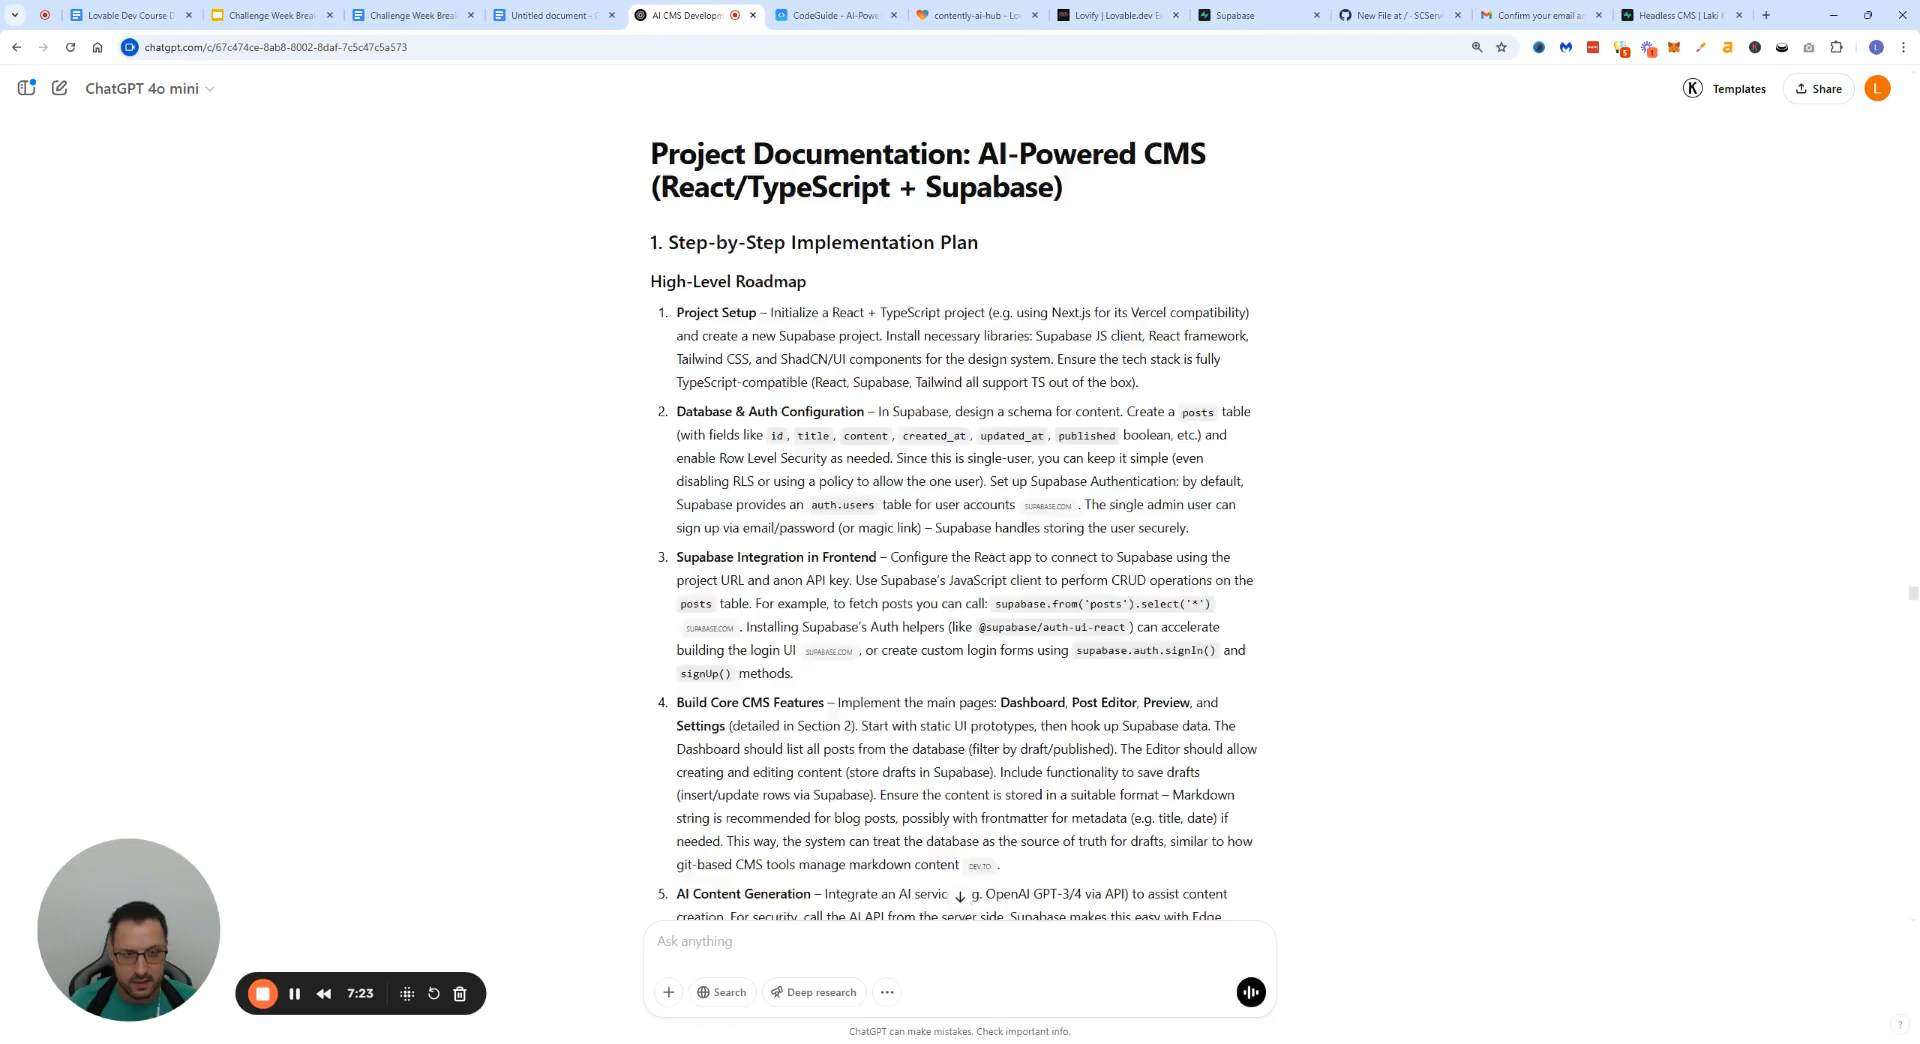 Lovable Dev Course D
Challenge Week Brea
Challenge Week Brea
Untitled document - G
AI CMS Developm
CodeGuide - AI-Powe
contently-ai-hub - Lo
Lovify | Lovable.dev E
Supabase
New File at / · SCServ
Confirm your email a
Headless CMS | Laki
chatgpt.com/c/67c474ce-8ab8-8002-8daf-7c5c47c5a573
ChatGPT 4o mini
Templates
Share
L
Project Documentation: AI-Powered CMS
(React/TypeScript + Supabase)
1. Step-by-Step Implementation Plan
High-Level Roadmap
1. Project Setup – Initialize a React + TypeScript project (e.g. using Next.js for its Vercel compatibility)
and create a new Supabase project. Install necessary libraries: Supabase JS client, React framework,
Tailwind CSS, and ShadCN/UI components for the design system. Ensure the tech stack is fully
TypeScript-compatible (React, Supabase, Tailwind all support TS out of the box).
2. Database & Auth Configuration – In Supabase, design a schema for content. Create a posts table
(with fields like id, title, content, created_at, updated_at, published boolean, etc.) and
enable Row Level Security as needed. Since this is single-user, you can keep it simple (even
disabling RLS or using a policy to allow the one user). Set up Supabase Authentication: by default,
Supabase provides an auth.users table for user accounts SUPABASE.COM . The single admin user can
sign up via email/password (or magic link) – Supabase handles storing the user securely.
3. Supabase Integration in Frontend – Configure the React app to connect to Supabase using the
project URL and anon API key. Use Supabase's JavaScript client to perform CRUD operations on the
posts table. For example, to fetch posts you can call: supabase.from('posts').select('*')
SUPABASE.COM . Installing Supabase's Auth helpers (like @supabase/auth-ui-react) can accelerate
building the login UI SUPABASE.COM , or create custom login forms using supabase.auth.signIn() and
signUp() methods.
4. Build Core CMS Features – Implement the main pages: Dashboard, Post Editor, Preview, and
Settings (detailed in Section 2). Start with static UI prototypes, then hook up Supabase data. The
Dashboard should list all posts from the database (filter by draft/published). The Editor should allow
creating and editing content (store drafts in Supabase). Include functionality to save drafts
(insert/update rows via Supabase). Ensure the content is stored in a suitable format – Markdown
string is recommended for blog posts, possibly with frontmatter for metadata (e.g. title, date) if
needed. This way, the system can treat the database as the source of truth for drafts, similar to how
git-based CMS tools manage markdown content DEV.TO .
5. AI Content Generation – Integrate an AI servic g. OpenAI GPT-3/4 via API) to assist content
creation. For security, call the AI API from the server side. Supabase makes this easy with Edge
Ask anything
Search
Deep research
7:23
ChatGPT can make mistakes. Check important info.
?